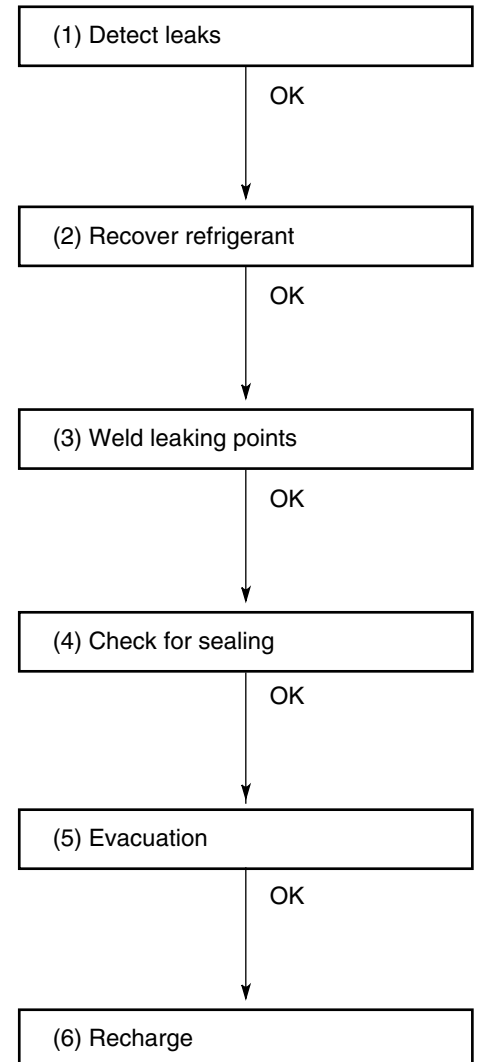 (1) Detect leaks
OK
(2) Recover refrigerant
OK
(3) Weld leaking points
OK
(4) Check for sealing
OK
(5) Evacuation
OK
(6) Recharge